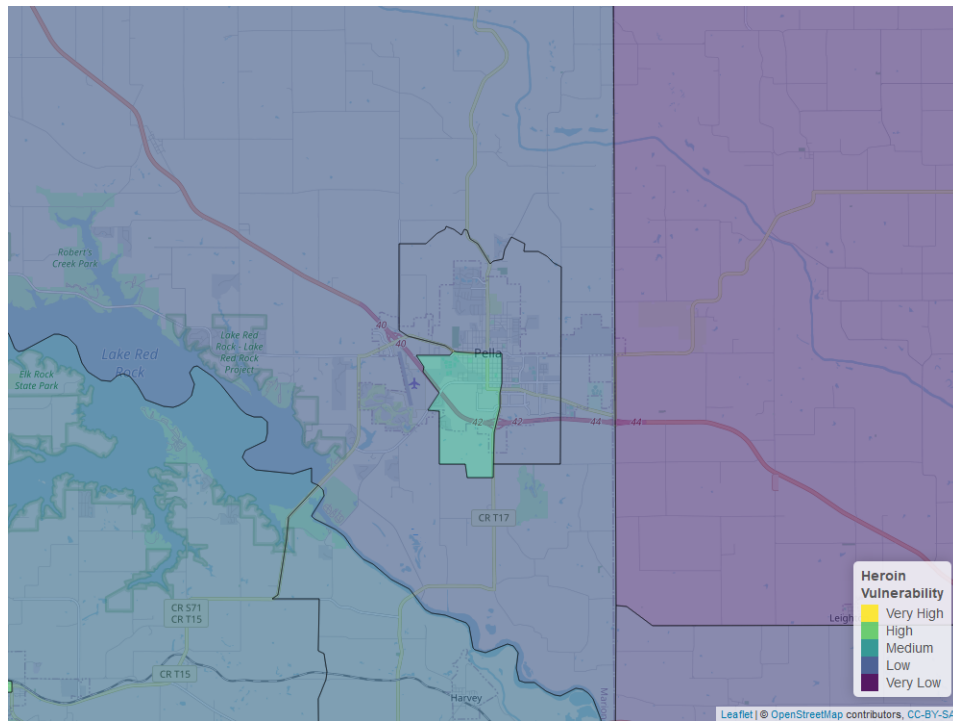 Robert's
Creek Park
Lake Red
Rock
Lake Red
Rock - Lake
Red Rock
Project
Elk Rock
State Park
40
40
Pella
42
42
44
44
CR T17
CR S71
CR T15
CR T15
Harvey
Marion
Leigh
Heroin
Vulnerability
Very High
High
Medium
Low
Very Low
Leaflet | © OpenStreetMap contributors, CC-BY-SA